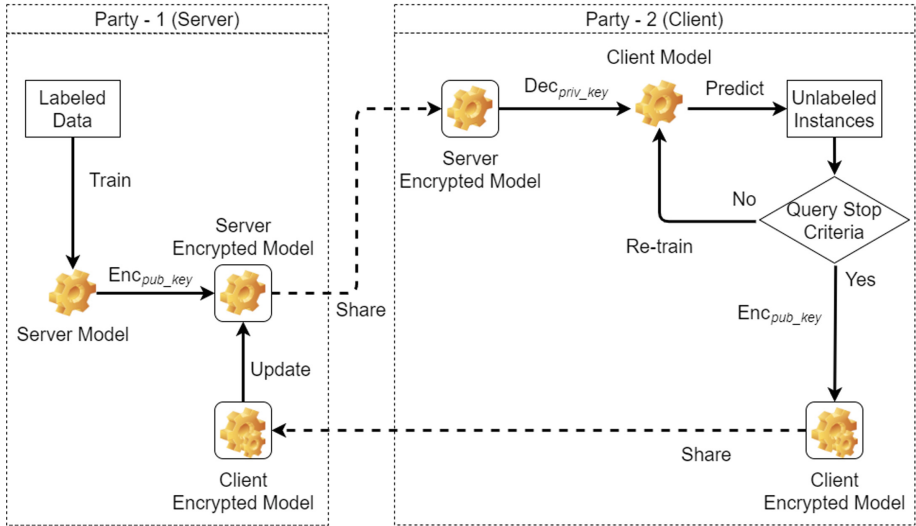 Party - 1 (Server)
Labeled
Data
Train
Server
Encrypted Model
Enc_pub_key
Server Model
Update
Client
Encrypted Model
Share
Party - 2 (Client)
Client Model
Dec_priv_key
Predict
Unlabeled
Instances
Server
Encrypted Model
No
Query Stop
Criteria
Re-train
Yes
Enc_pub_key
Share
Client
Encrypted Model